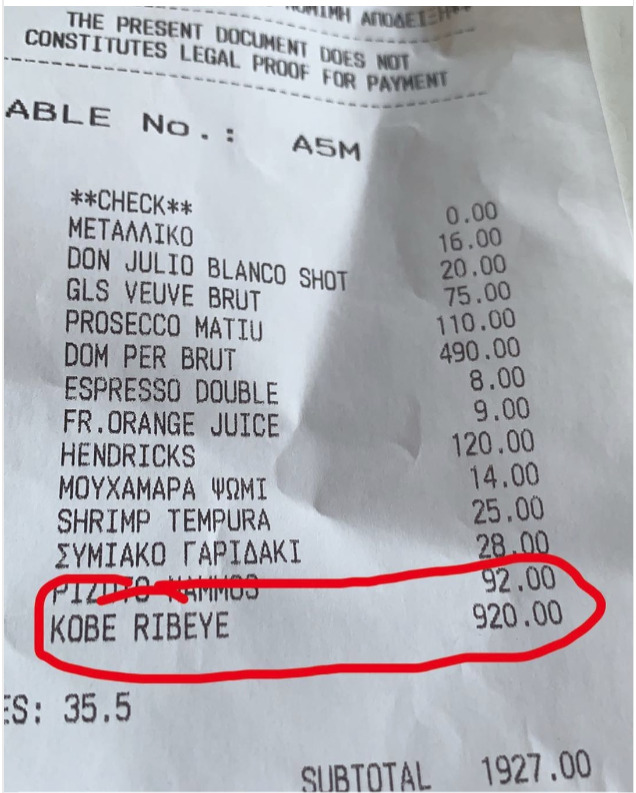 ΑΠΟΔΕΙΞΗ**
THE PRESENT DOCUMENT DOES NOT
CONSTITUTES LEGAL PROOF FOR PAYMENT
ABLE No.: A5M
**CHECK** 0.00
ΜΕΤΑΛΛΙΚΟ 16.00
DON JULIO BLANCO SHOT 20.00
GLS VEUVE BRUT 75.00
PROSECCO MATIU 110.00
DOM PER BRUT 490.00
ESPRESSO DOUBLE 8.00
FR.ORANGE JUICE 9.00
HENDRICKS 120.00
ΜΟΥΧΑΜΑΡΑ ΨΩΜΙ 14.00
SHRIMP TEMPURA 25.00
ΣΥΜΙΑΚΟ ΓΑΡΙΔΑΚΙ 28.00
ΡΙΖΟΤΟ NAMMOS 92.00
KOBE RIBEYE 920.00
ES: 35.5
SUBTOTAL 1927.00